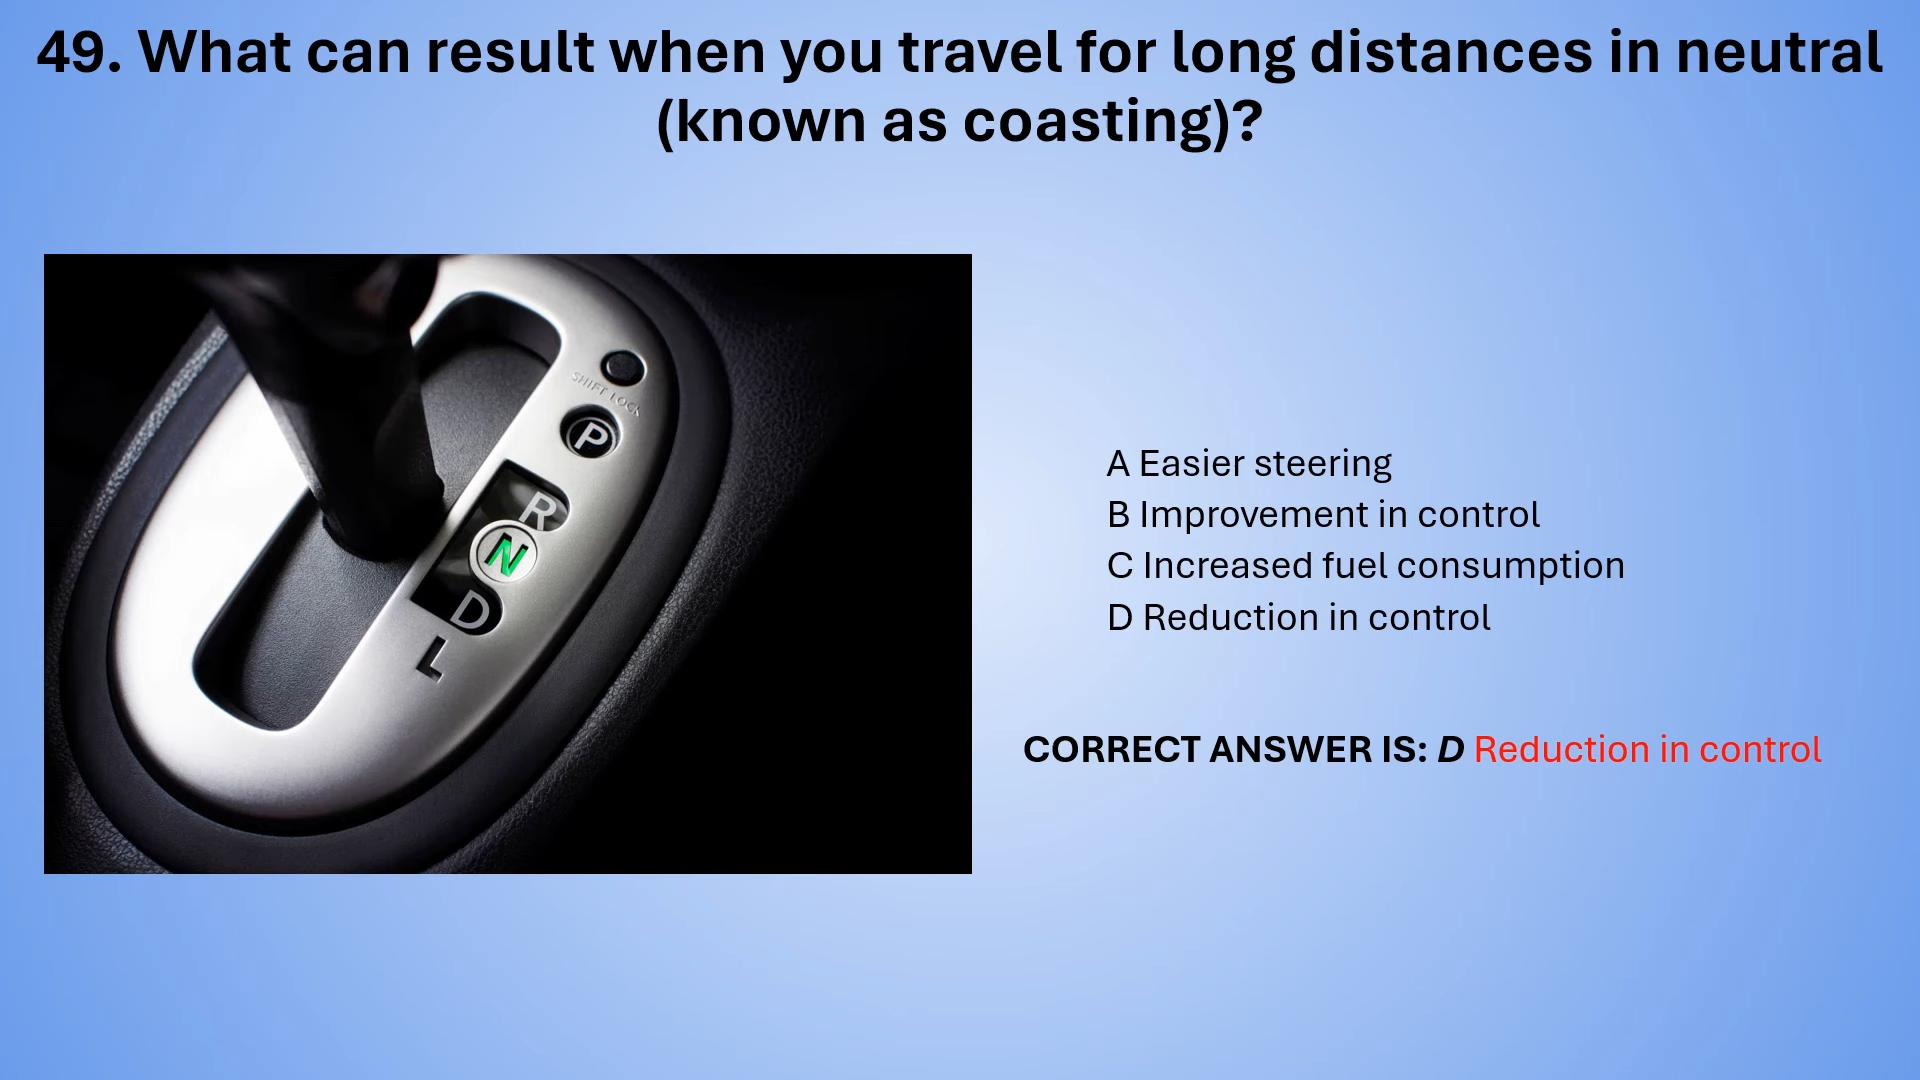 49. What can result when you travel for long distances in neutral
(known as coasting)?
SHIFT LOCK
P
R
N
D
L
A Easier steering
B Improvement in control
C Increased fuel consumption
D Reduction in control
CORRECT ANSWER IS: D Reduction in control